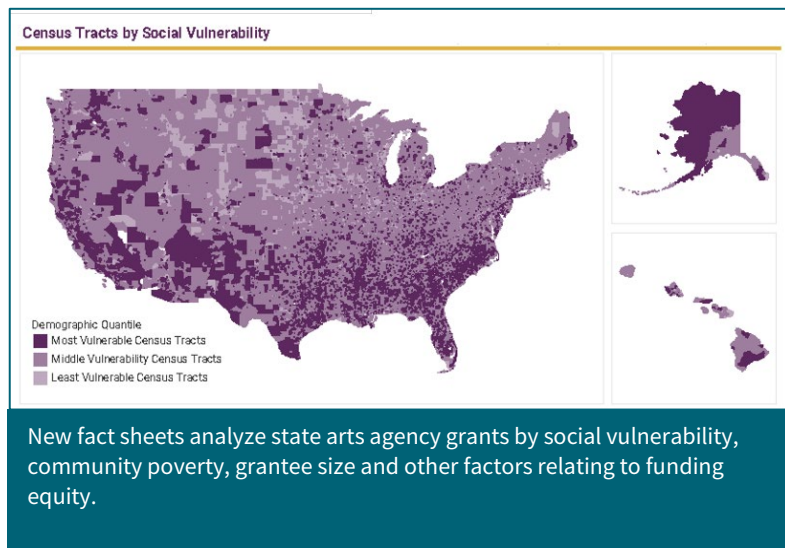 Census Tracts by Social Vulnerability
Demographic Quantile
Most Vulnerable Census Tracts
Middle Vulnerability Census Tracts
Least Vulnerable Census Tracts
New fact sheets analyze state arts agency grants by social vulnerability,
community poverty, grantee size and other factors relating to funding
equity.